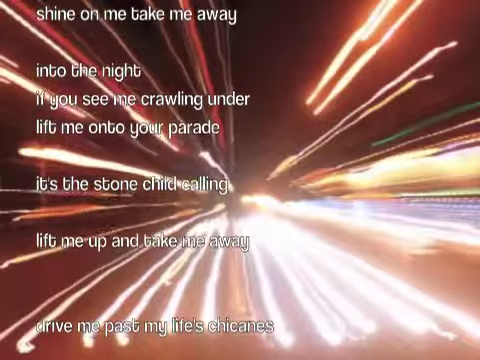 shine on me take me away
into the night
if you see me crawling under
lift me onto your parade
it's the stone child calling
lift me up and take me away
drive me past my life's chicanes